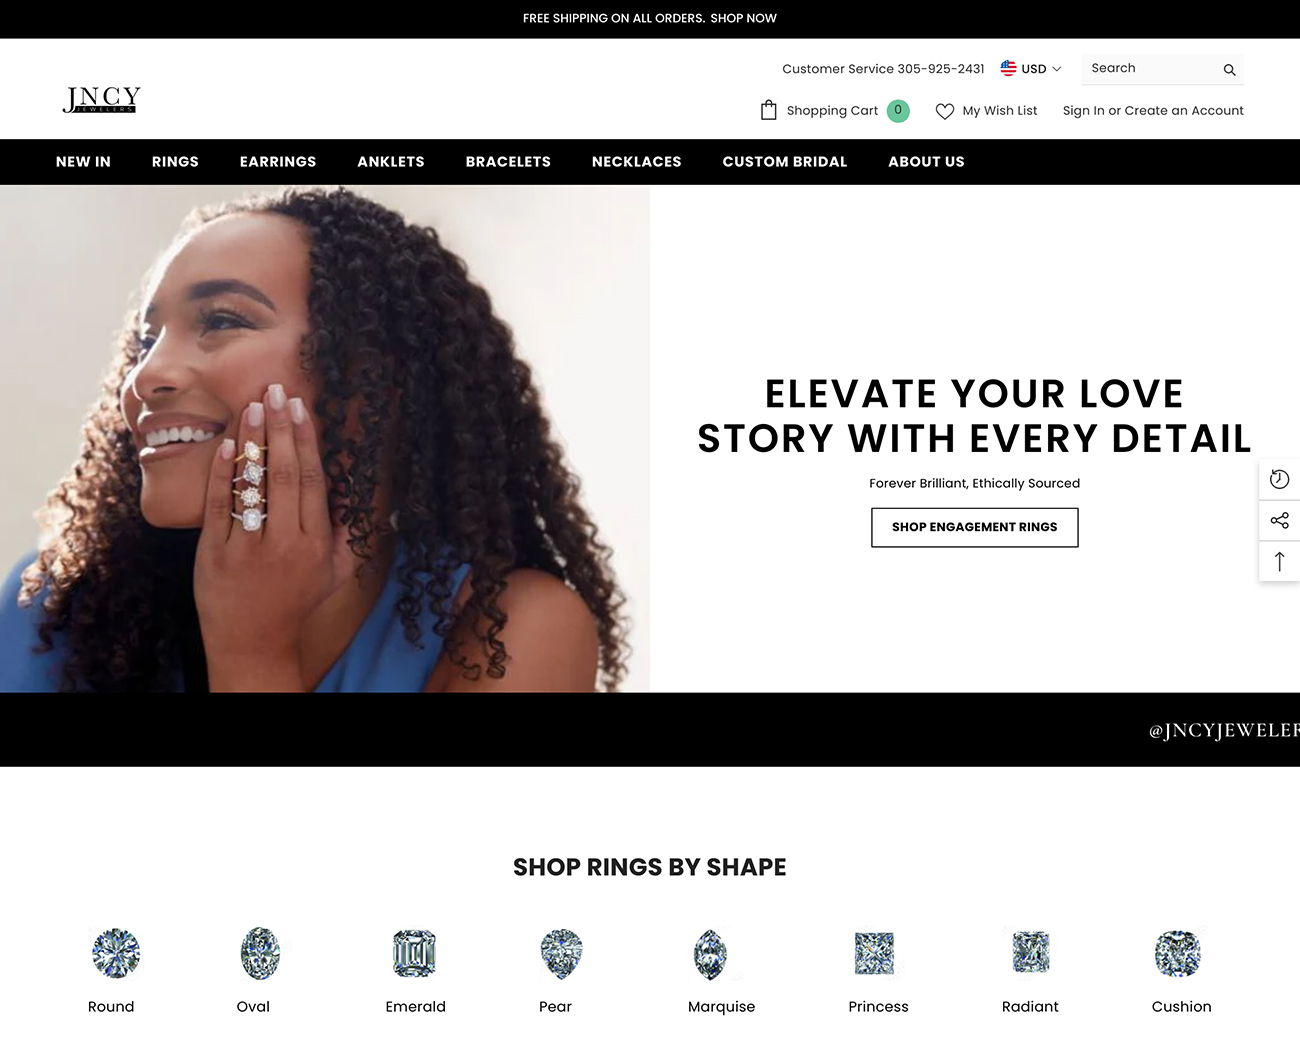 FREE SHIPPING ON ALL ORDERS. SHOP NOW
Customer Service 305-925-2431
USD
Search
JNCY
JEWELERS
Shopping Cart 0
My Wish List
Sign In or Create an Account
NEW IN
RINGS
EARRINGS
ANKLETS
BRACELETS
NECKLACES
CUSTOM BRIDAL
ABOUT US
ELEVATE YOUR LOVE
STORY WITH EVERY DETAIL
Forever Brilliant, Ethically Sourced
SHOP ENGAGEMENT RINGS
@JNCYJEWELER
SHOP RINGS BY SHAPE
Round
Oval
Emerald
Pear
Marquise
Princess
Radiant
Cushion